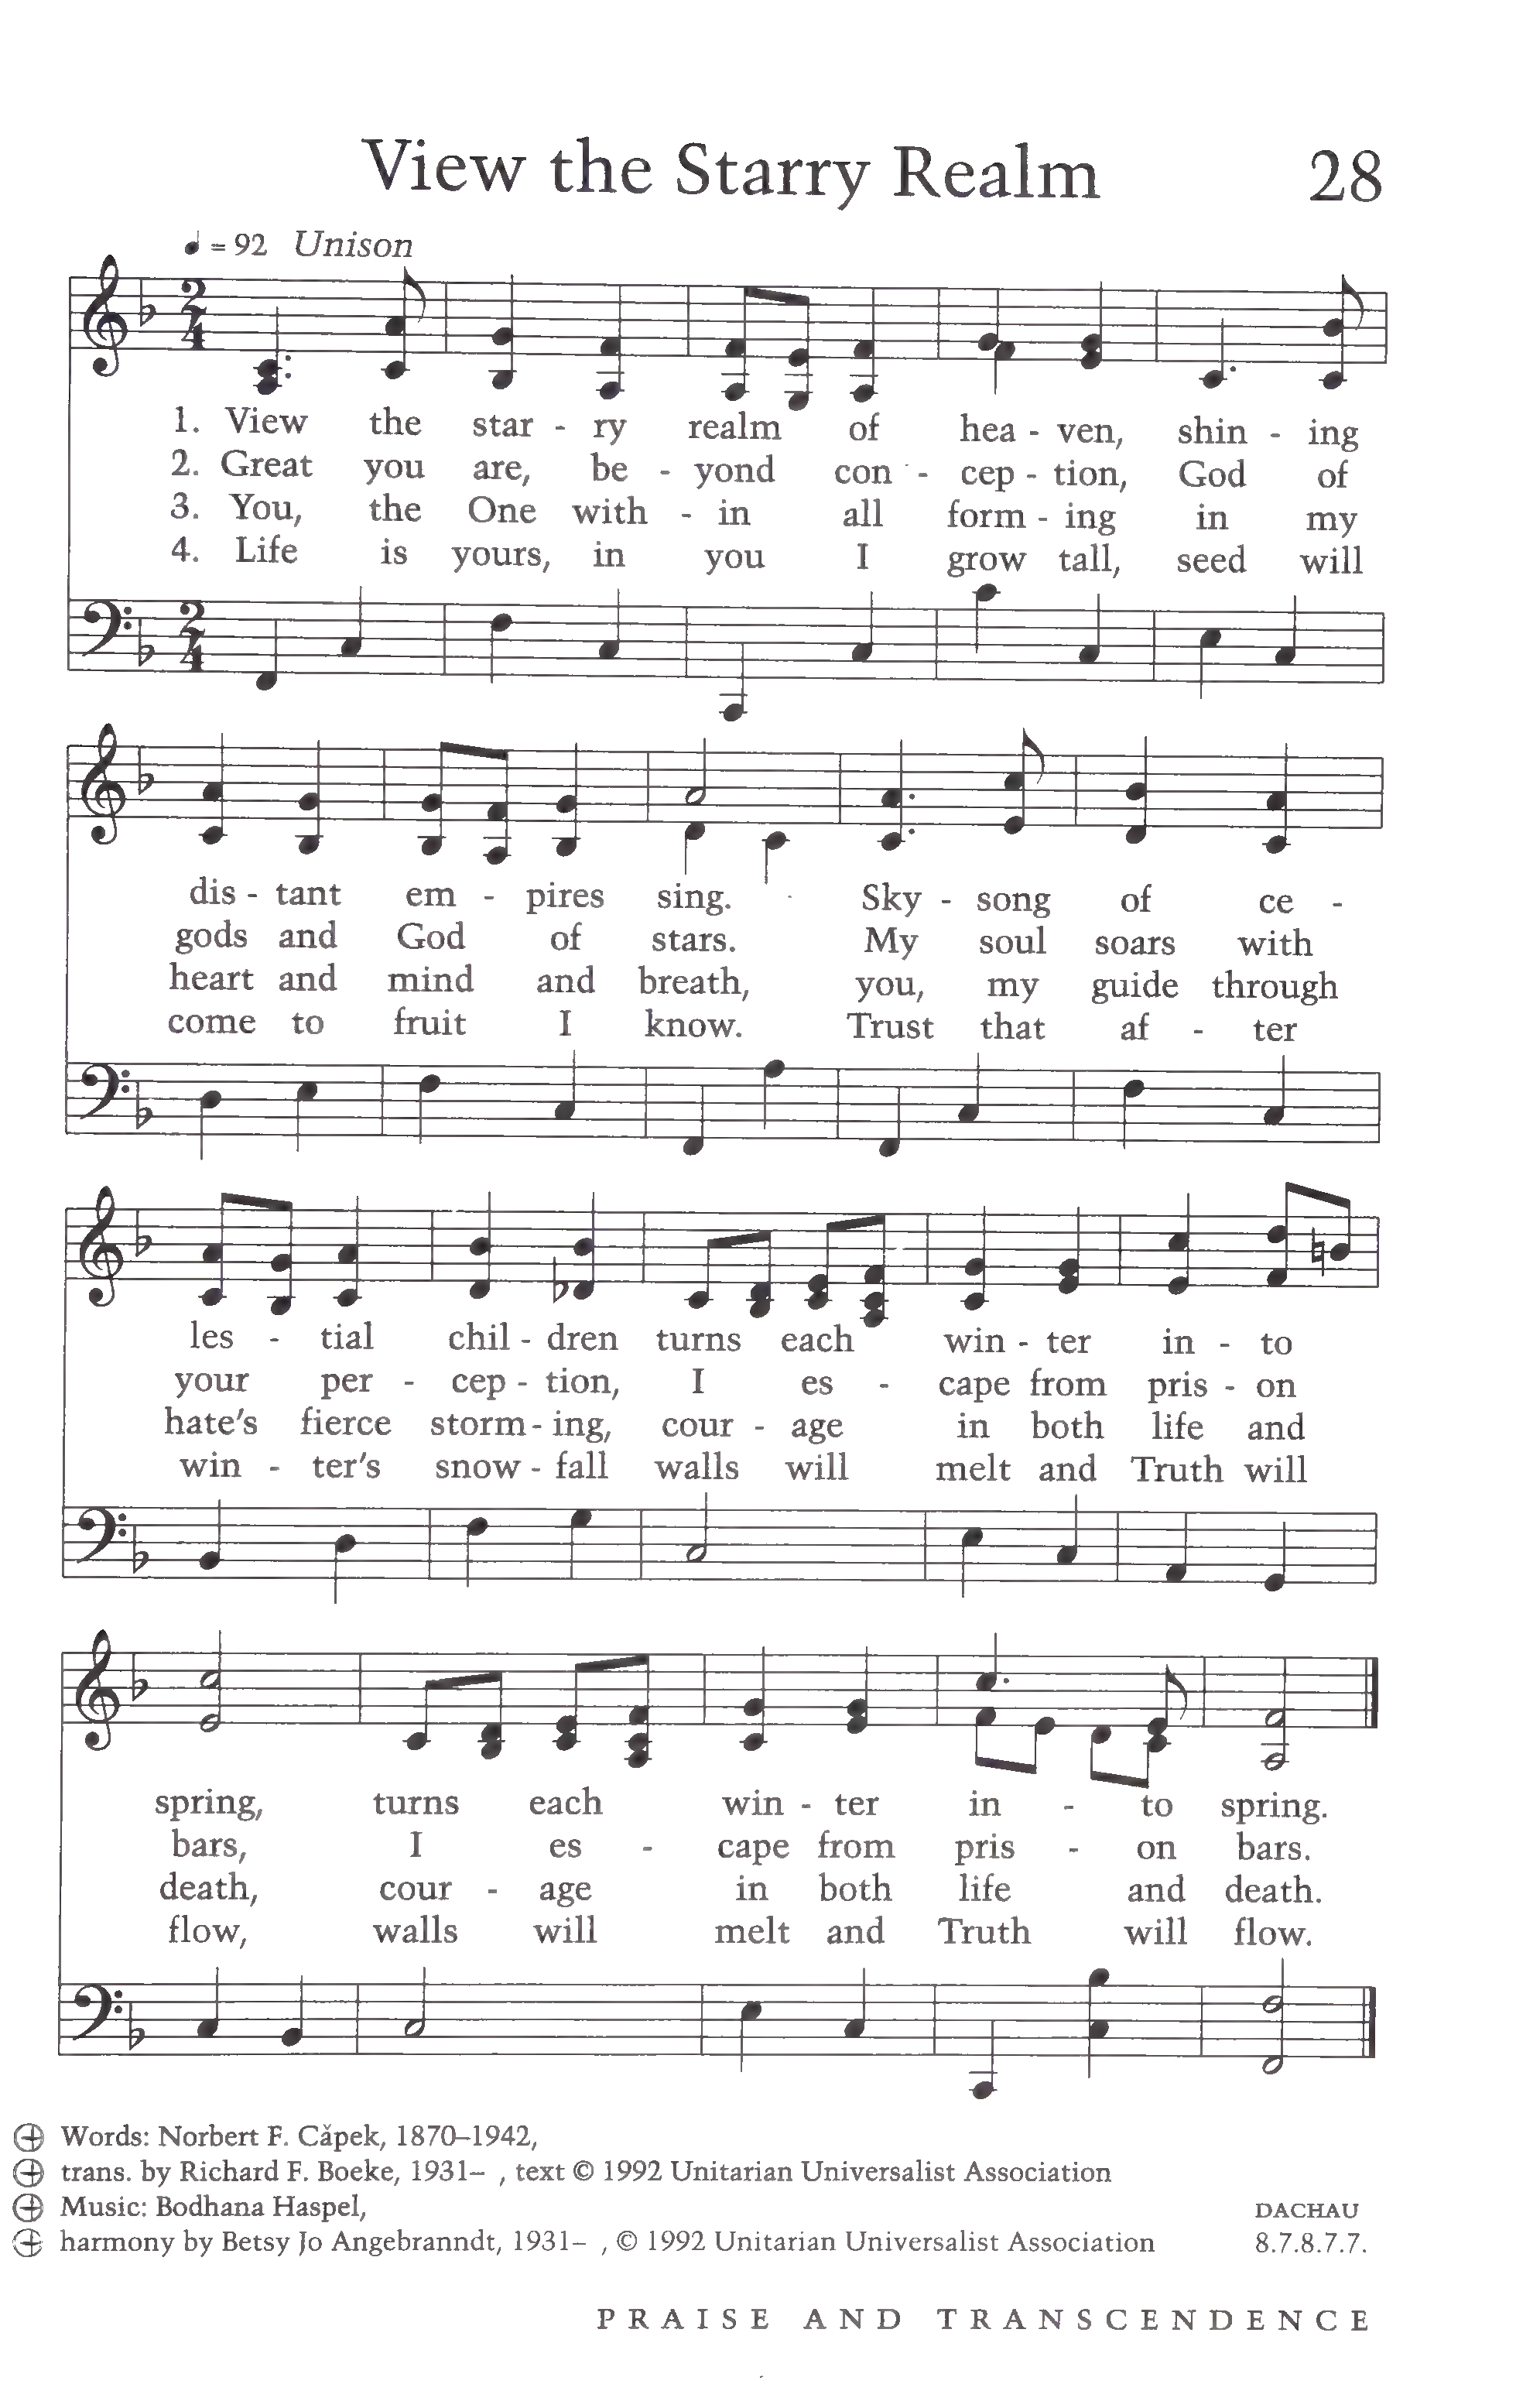 View the Starry Realm 28
♩ = 92 Unison
1. View the star - ry realm of hea - ven, shin - ing
2. Great you are, be - yond con - cep - tion, God of
3. You, the One with - in all form - ing in my
4. Life is yours, in you I grow tall, seed will
dis - tant em - pires sing. Sky - song of ce -
gods and God of stars. My soul soars with
heart and mind and breath, you, my guide through
come to fruit I know. Trust that af - ter
les - tial chil - dren turns each win - ter in - to
your per - cep - tion, I es - cape from pris - on
hate's fierce storm - ing, cour - age in both life and
win - ter's snow - fall walls will melt and Truth will
spring, turns each win - ter in - to spring.
bars, I es - cape from pris - on bars.
death, cour - age in both life and death.
flow, walls will melt and Truth will flow.
Words: Norbert F. Cǎpek, 1870–1942,
trans. by Richard F. Boeke, 1931– , text © 1992 Unitarian Universalist Association
Music: Bodhana Haspel, DACHAU
harmony by Betsy Jo Angebranndt, 1931– , © 1992 Unitarian Universalist Association 8.7.8.7.7.
PRAISE AND TRANSCENDENCE